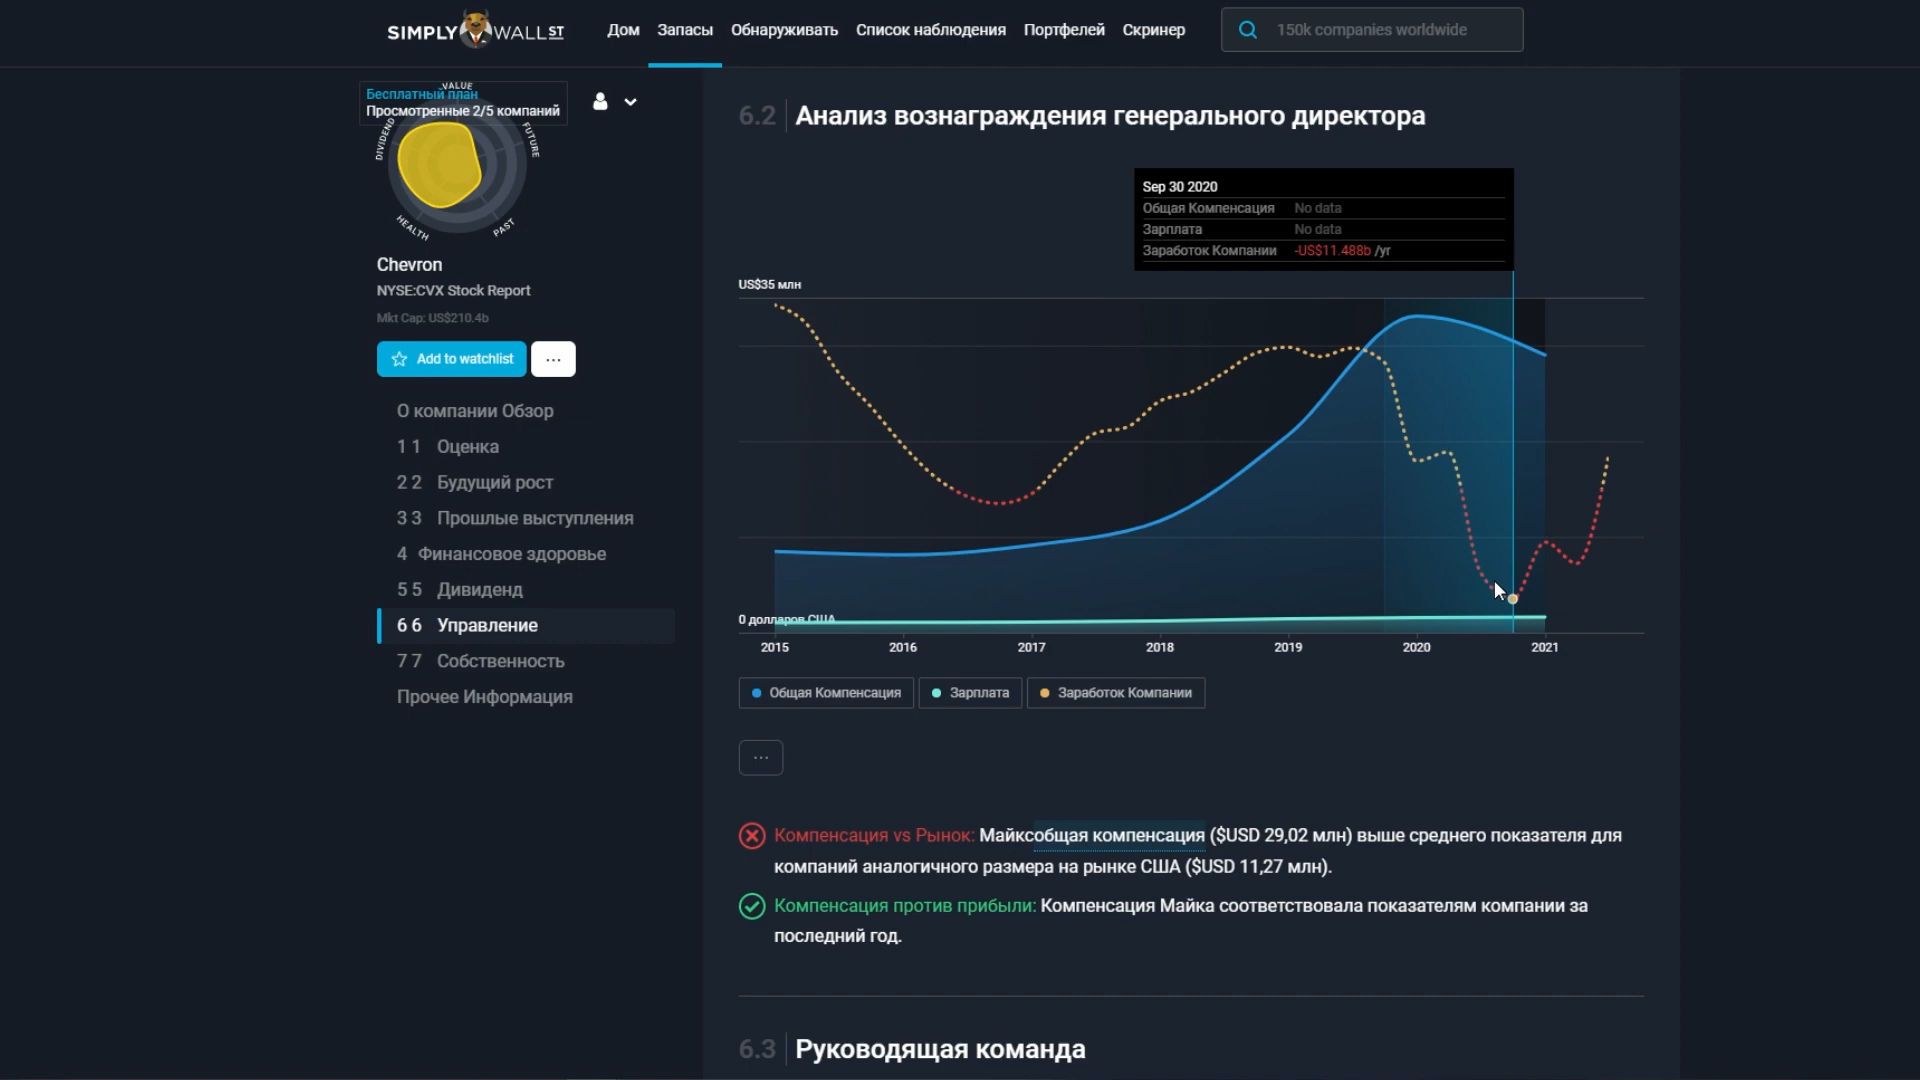 SIMPLY WALL ST
Дом
Запасы
Обнаруживать
Список наблюдения
Портфелей
Скринер
150k companies worldwide
Бесплатный план
Просмотренные 2/5 компаний
VALUE
FUTURE
PAST
HEALTH
DIVIDEND
Chevron
NYSE:CVX Stock Report
Mkt Cap: US$210.4b
Add to watchlist
...
О компании Обзор
1 1 Оценка
2 2 Будущий рост
3 3 Прошлые выступления
4 Финансовое здоровье
5 5 Дивиденд
6 6 Управление
7 7 Собственность
Прочее Информация
6.2 Анализ вознаграждения генерального директора
Sep 30 2020
Общая Компенсация No data
Зарплата No data
Заработок Компании -US$11.488b /yr
US$35 млн
0 долларов США
2015 2016 2017 2018 2019 2020 2021
Общая Компенсация
Зарплата
Заработок Компании
...
Компенсация vs Рынок: Майксобщая компенсация ($USD 29,02 млн) выше среднего показателя для
компаний аналогичного размера на рынке США ($USD 11,27 млн).
Компенсация против прибыли: Компенсация Майка соответствовала показателям компании за
последний год.
6.3 Руководящая команда